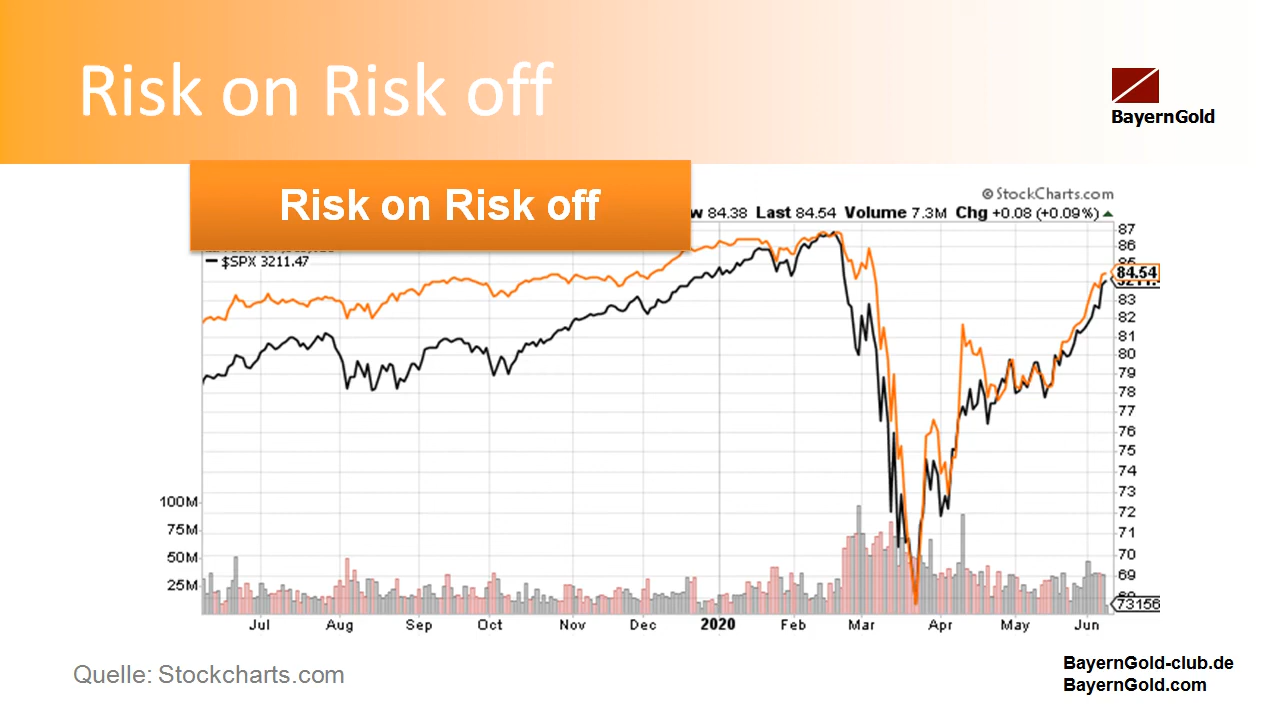 Risk on Risk off
BayernGold
Risk on Risk off
© StockCharts.com
84.38 Last 84.54 Volume 7.3M Chg +0.08 (+0.09%)
$SPX 3211.47
87
86
84.54
83
82
81
80
79
78
77
76
75
74
73
72
71
70
69
73156
100M
75M
50M
25M
Jul Aug Sep Oct Nov Dec 2020 Feb Mar Apr May Jun
Quelle: Stockcharts.com
BayernGold-club.de
BayernGold.com